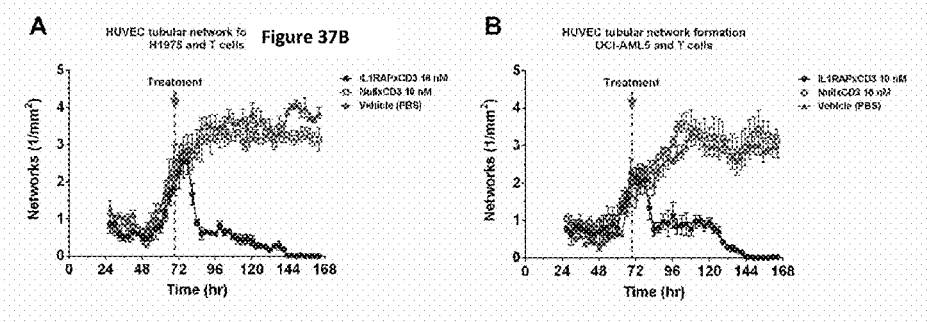 A
HUVEC tubular network fo
H1975 and T cells
Figure 37B
Treatment
IL1RAPxCD3 10 nM
NullxCD3 10 nM
Vehicle (PBS)
Networks (1/mm²)
5
4
3
2
1
0
0 24 48 72 96 120 144 168
Time (hr)
B
HUVEC tubular network formation
OCI-AML5 and T cells
Treatment
IL1RAPxCD3 10 nM
NullxCD3 10 nM
Vehicle (PBS)
Networks (1/mm²)
5
4
3
2
1
0
0 24 48 72 96 120 144 168
Time (hr)